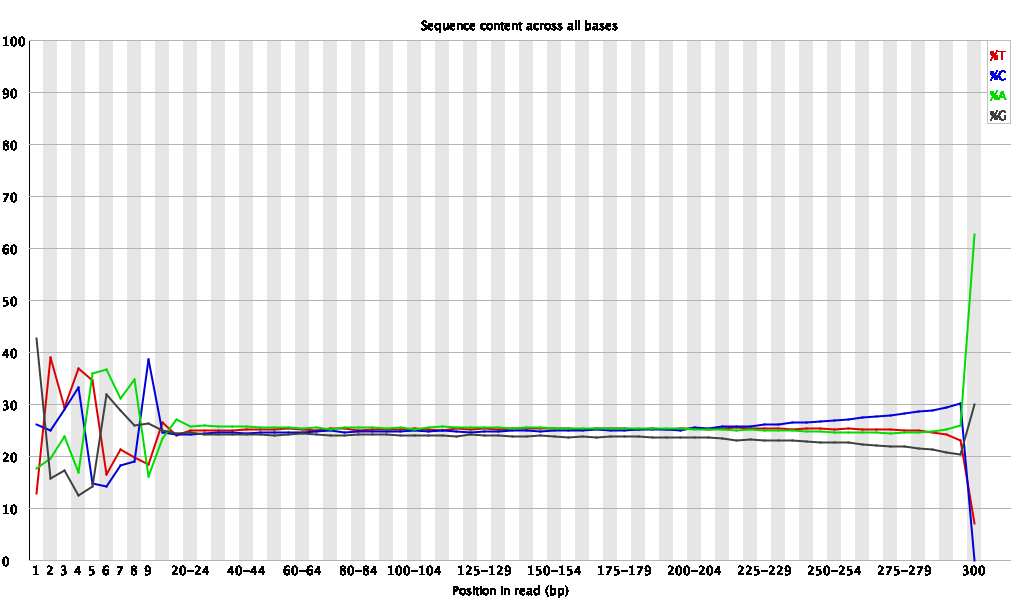 Sequence content across all bases
100
90
80
70
60
50
40
30
20
10
0
%T
%C
%A
%G
1 2 3 4 5 6 7 8 9 20-24 40-44 60-64 80-84 100-104 125-129 150-154 175-179 200-204 225-229 250-254 275-279 300
Position in read (bp)